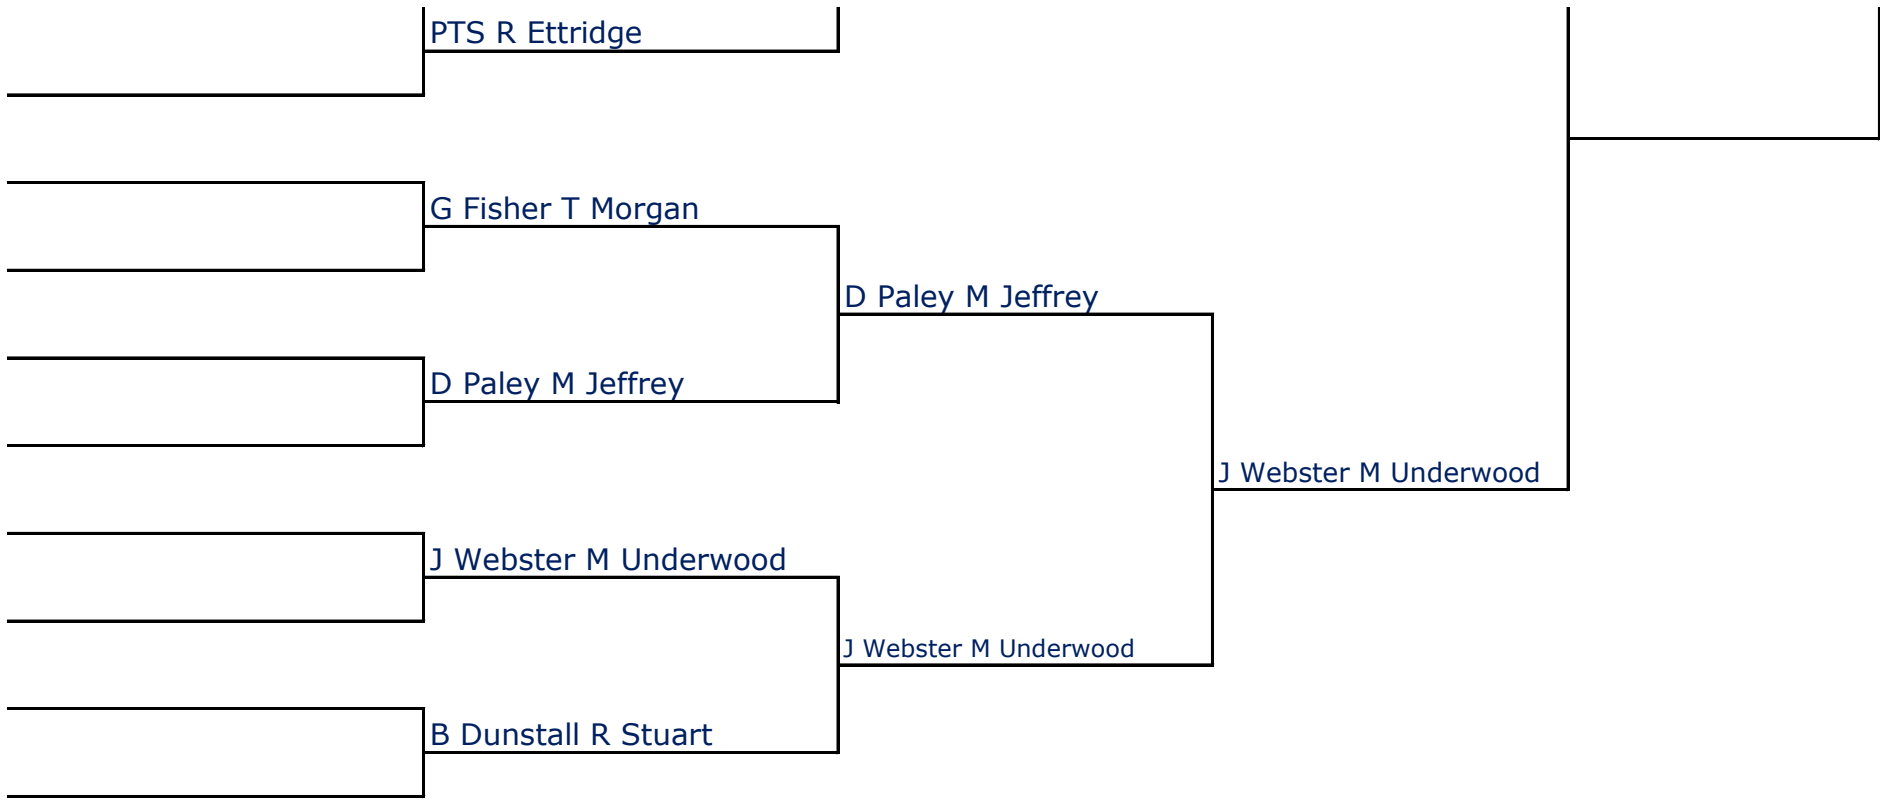 PTS R Ettridge
G Fisher T Morgan
D Paley M Jeffrey
D Paley M Jeffrey
J Webster M Underwood
J Webster M Underwood
J Webster M Underwood
B Dunstall R Stuart